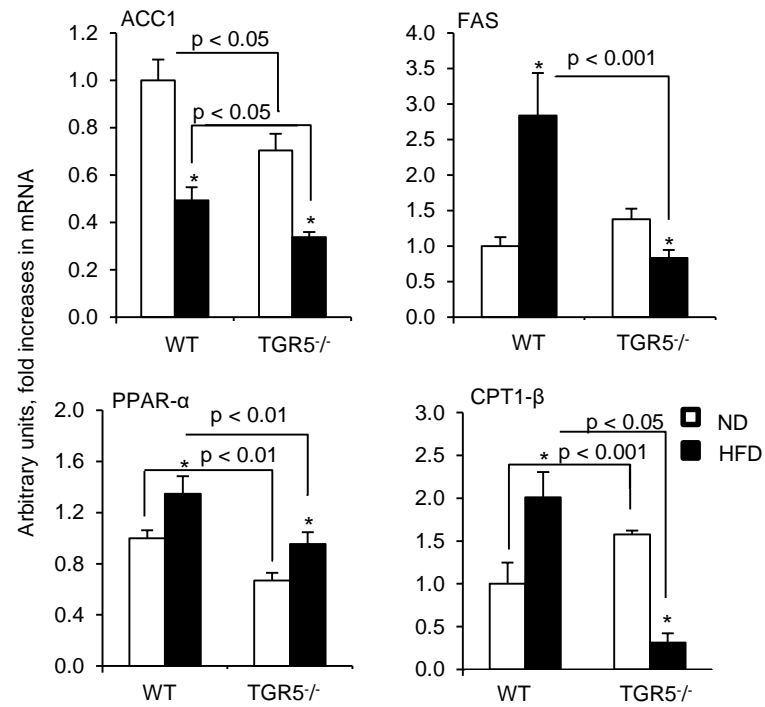 ACC1
1.2
1.0
0.8
0.6
0.4
0.2
0.0
p < 0.05
p < 0.05
*
*
WT
TGR5-/-
FAS
4.0
3.5
3.0
2.5
2.0
1.5
1.0
0.5
0.0
*
p < 0.001
*
WT
TGR5-/-
Arbitrary units, fold increases in mRNA
PPAR-α
2.0
1.6
1.2
0.8
0.4
0.0
p < 0.01
p < 0.01
*
*
WT
TGR5-/-
CPT1-β
3.0
2.5
2.0
1.5
1.0
0.5
0.0
p < 0.05
p < 0.001
*
*
WT
TGR5-/-
ND
HFD